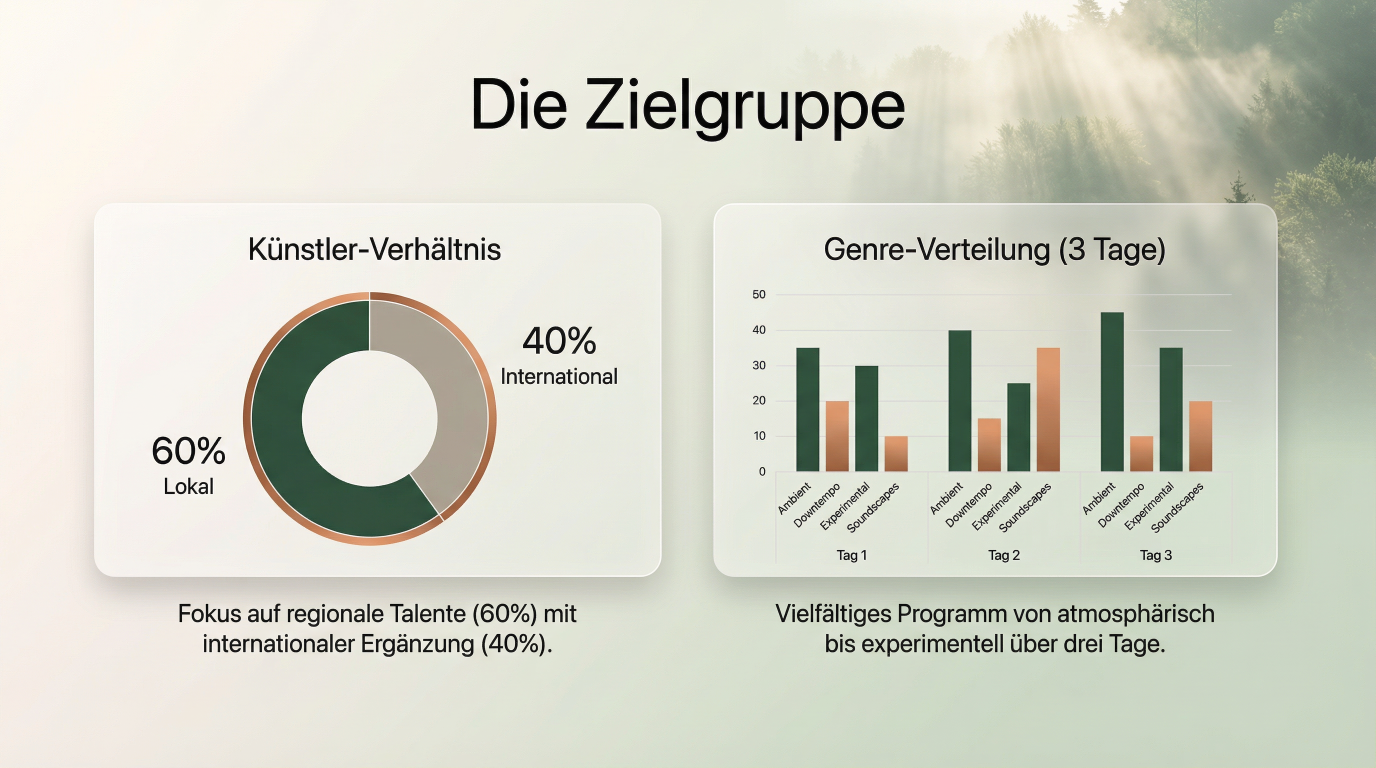 Die Zielgruppe
Künstler-Verhältnis
40%
International
60%
Lokal
Fokus auf regionale Talente (60%) mit
internationaler Ergänzung (40%).
Genre-Verteilung (3 Tage)
50
40
30
20
10
0
Ambient
Downtempo
Experimental
Soundscapes
Tag 1
Ambient
Downtempo
Experimental
Soundscapes
Tag 2
Ambient
Downtempo
Experimental
Soundscapes
Tag 3
Vielfältiges Programm von atmosphärisch
bis experimentell über drei Tage.